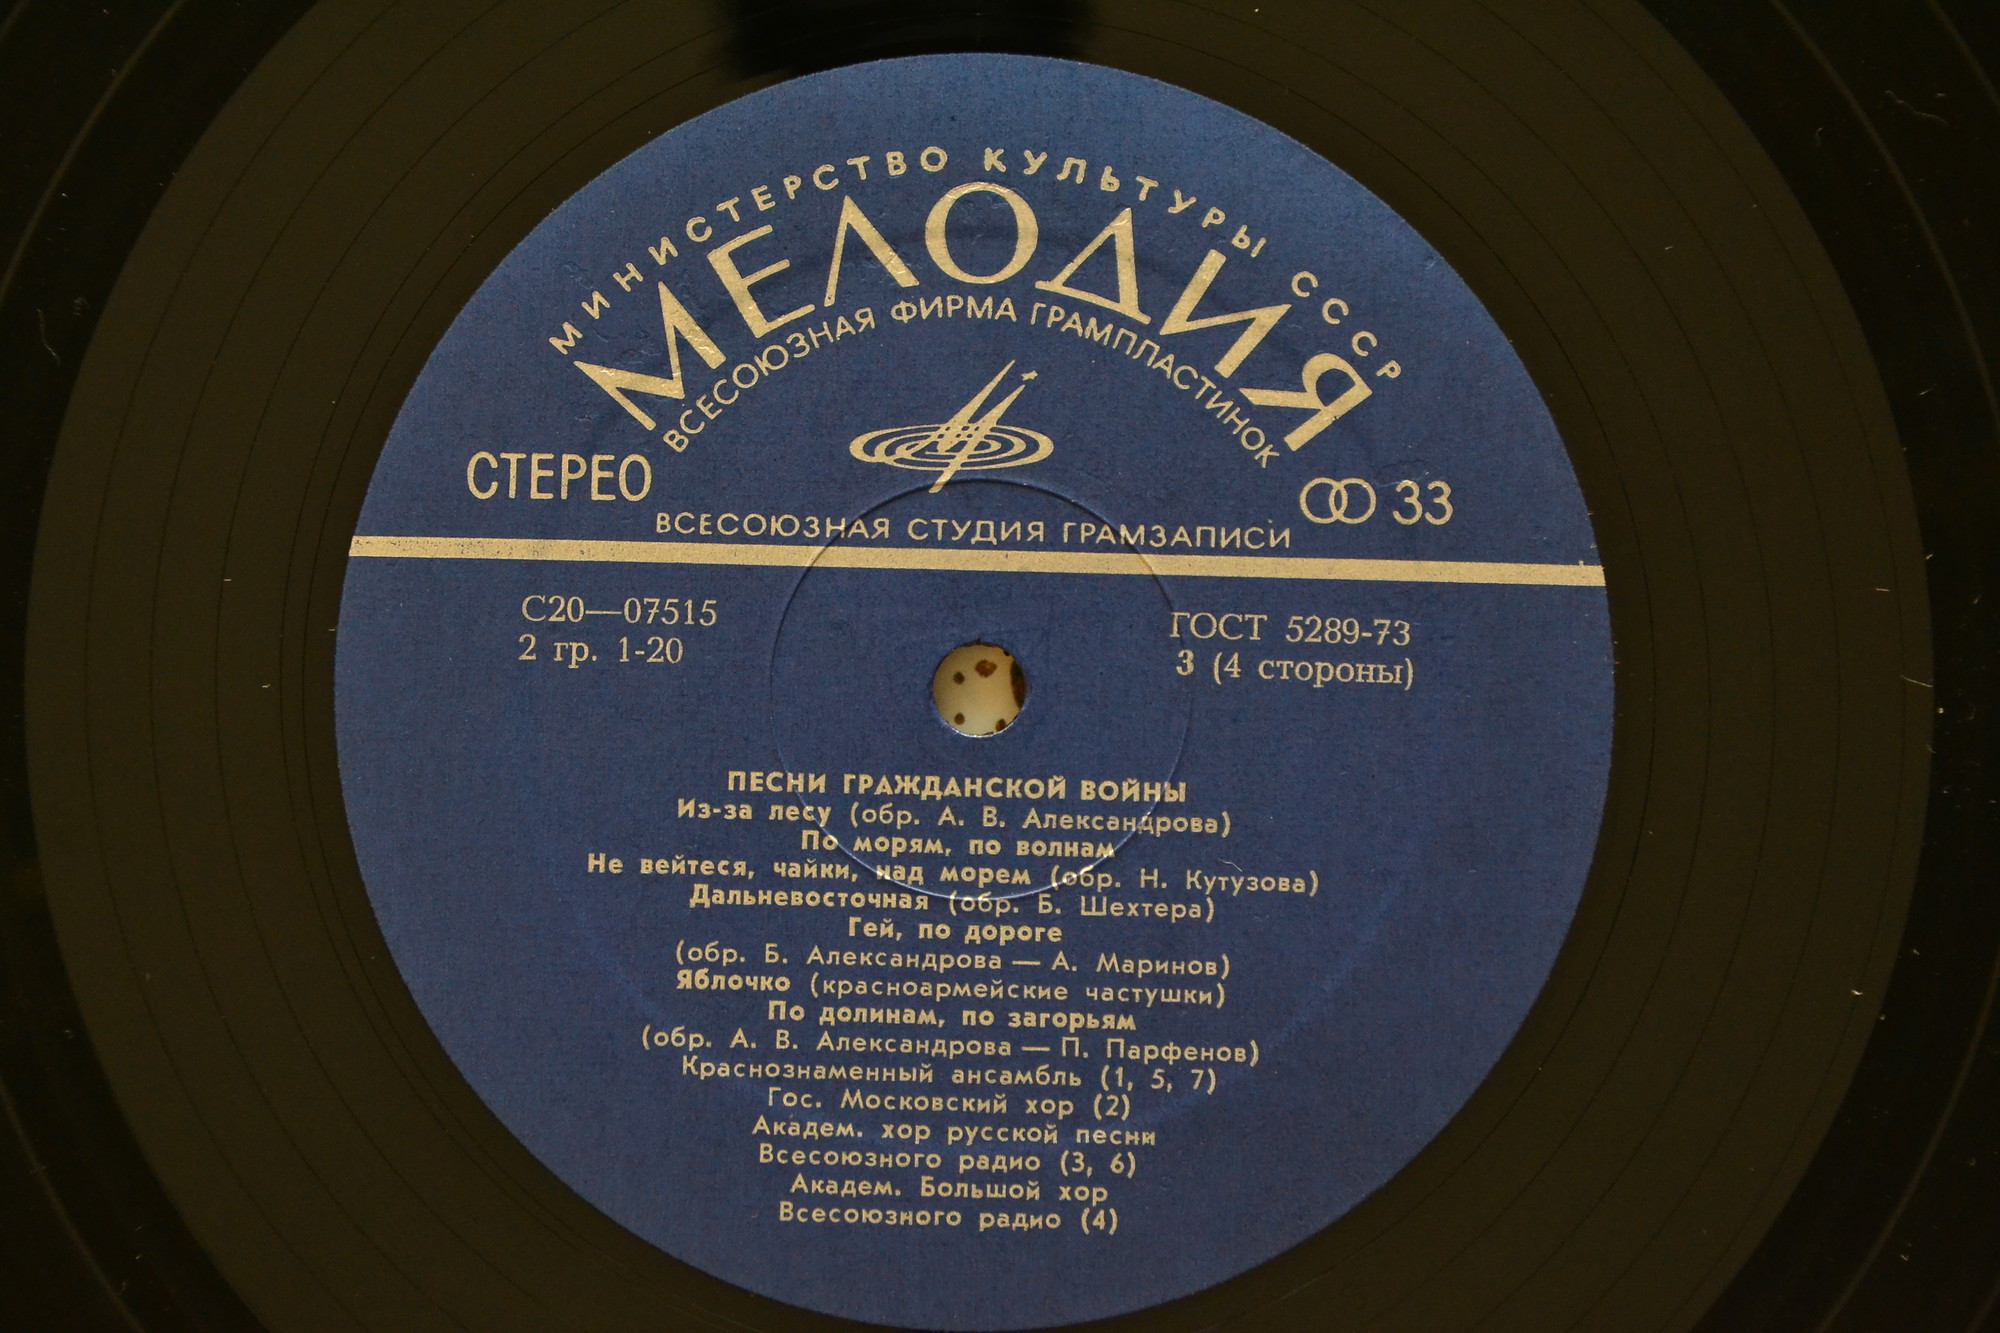 МИНИСТЕРСТВО КУЛЬТУРЫ СССР
МЕЛОДИЯ
ВСЕСОЮЗНАЯ ФИРМА ГРАМПЛАСТИНОК
СТЕРЕО
33
ВСЕСОЮЗНАЯ СТУДИЯ ГРАМЗАПИСИ
С20—07515
2 гр. 1-20
ГОСТ 5289-73
3 (4 стороны)
ПЕСНИ ГРАЖДАНСКОЙ ВОЙНЫ
Из-за лесу (обр. А. В. Александрова)
По морям, по волнам
Не вейтеся, чайки, над морем (обр. Н. Кутузова)
Дальневосточная (обр. Б. Шехтера)
Гей, по дороге
(обр. Б. Александрова — А. Маринов)
Яблочко (красноармейские частушки)
По долинам, по загорьям
(обр. А. В. Александрова — П. Парфенов)
Краснознаменный ансамбль (1, 5, 7)
Гос. Московский хор (2)
Академ. хор русской песни
Всесоюзного радио (3, 6)
Академ. Большой хор
Всесоюзного радио (4)